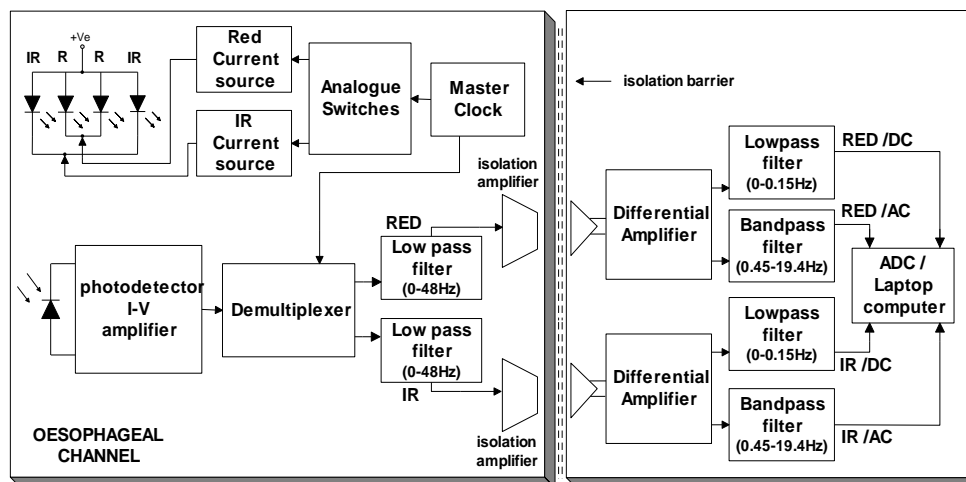 +Ve
IR R R IR
Red
Current
source
IR
Current
source
Analogue
Switches
Master
Clock
isolation
amplifier
photodetector
I-V
amplifier
Demultiplexer
RED
Low pass
filter
(0-48Hz)
Low pass
filter
(0-48Hz)
IR
isolation
amplifier
OESOPHAGEAL
CHANNEL
isolation barrier
Differential
Amplifier
Lowpass
filter
(0-0.15Hz)
RED /DC
Bandpass
filter
(0.45-19.4Hz)
RED /AC
ADC /
Laptop
computer
Differential
Amplifier
Lowpass
filter
(0-0.15Hz)
IR /DC
Bandpass
filter
(0.45-19.4Hz)
IR /AC